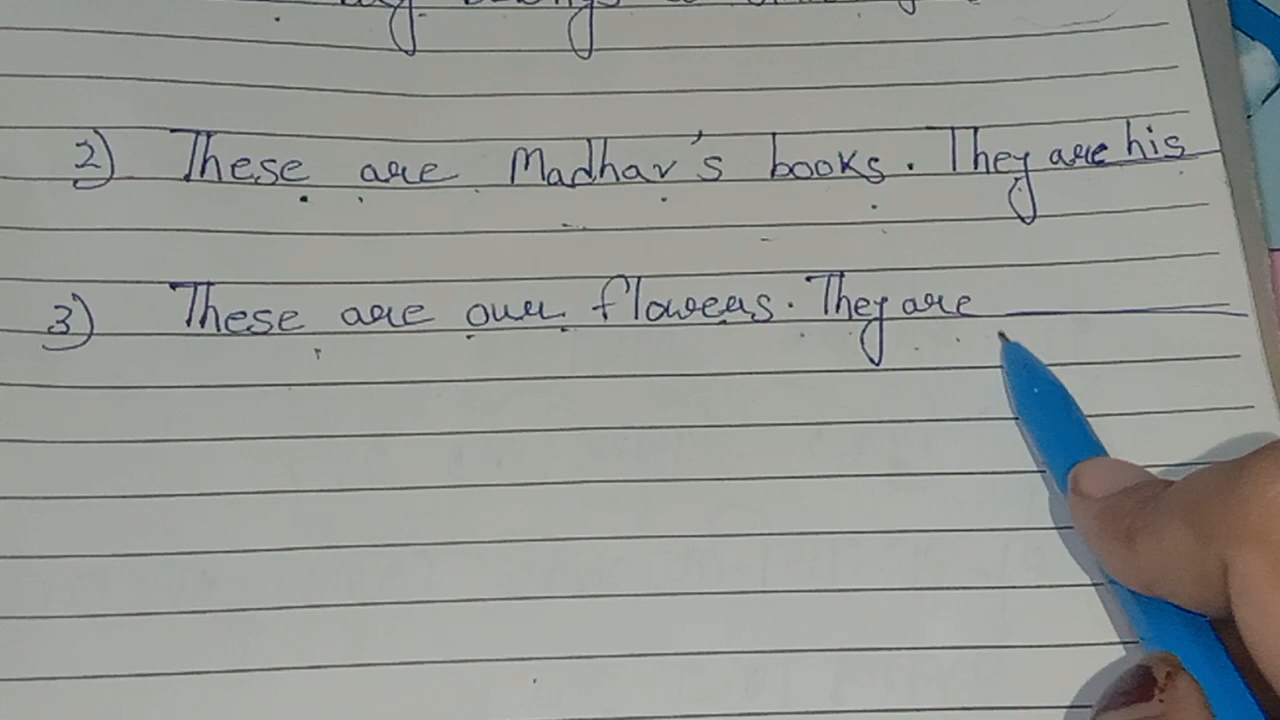 2) These are Madhav's books. They are his
3) These are our flowers. They are